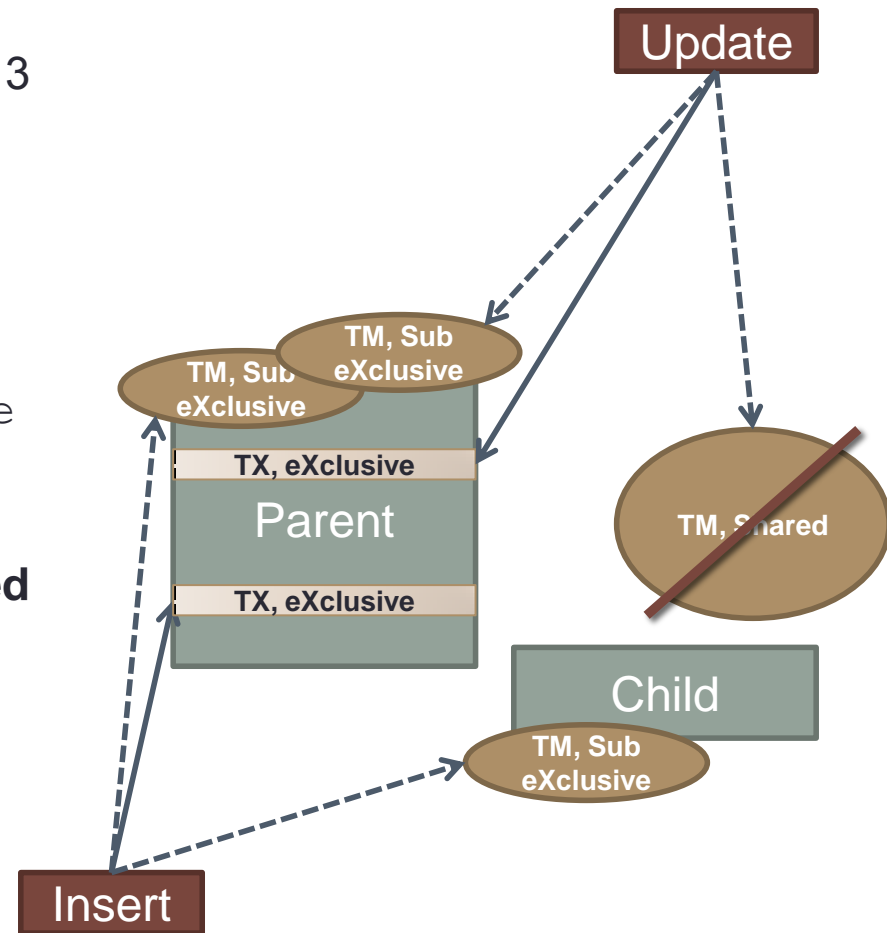 Update
3
TM, Sub
eXclusive
TM, Sub
eXclusive
e
TX, eXclusive
Parent
TM, Shared
ed
TX, eXclusive
Child
TM, Sub
eXclusive
Insert